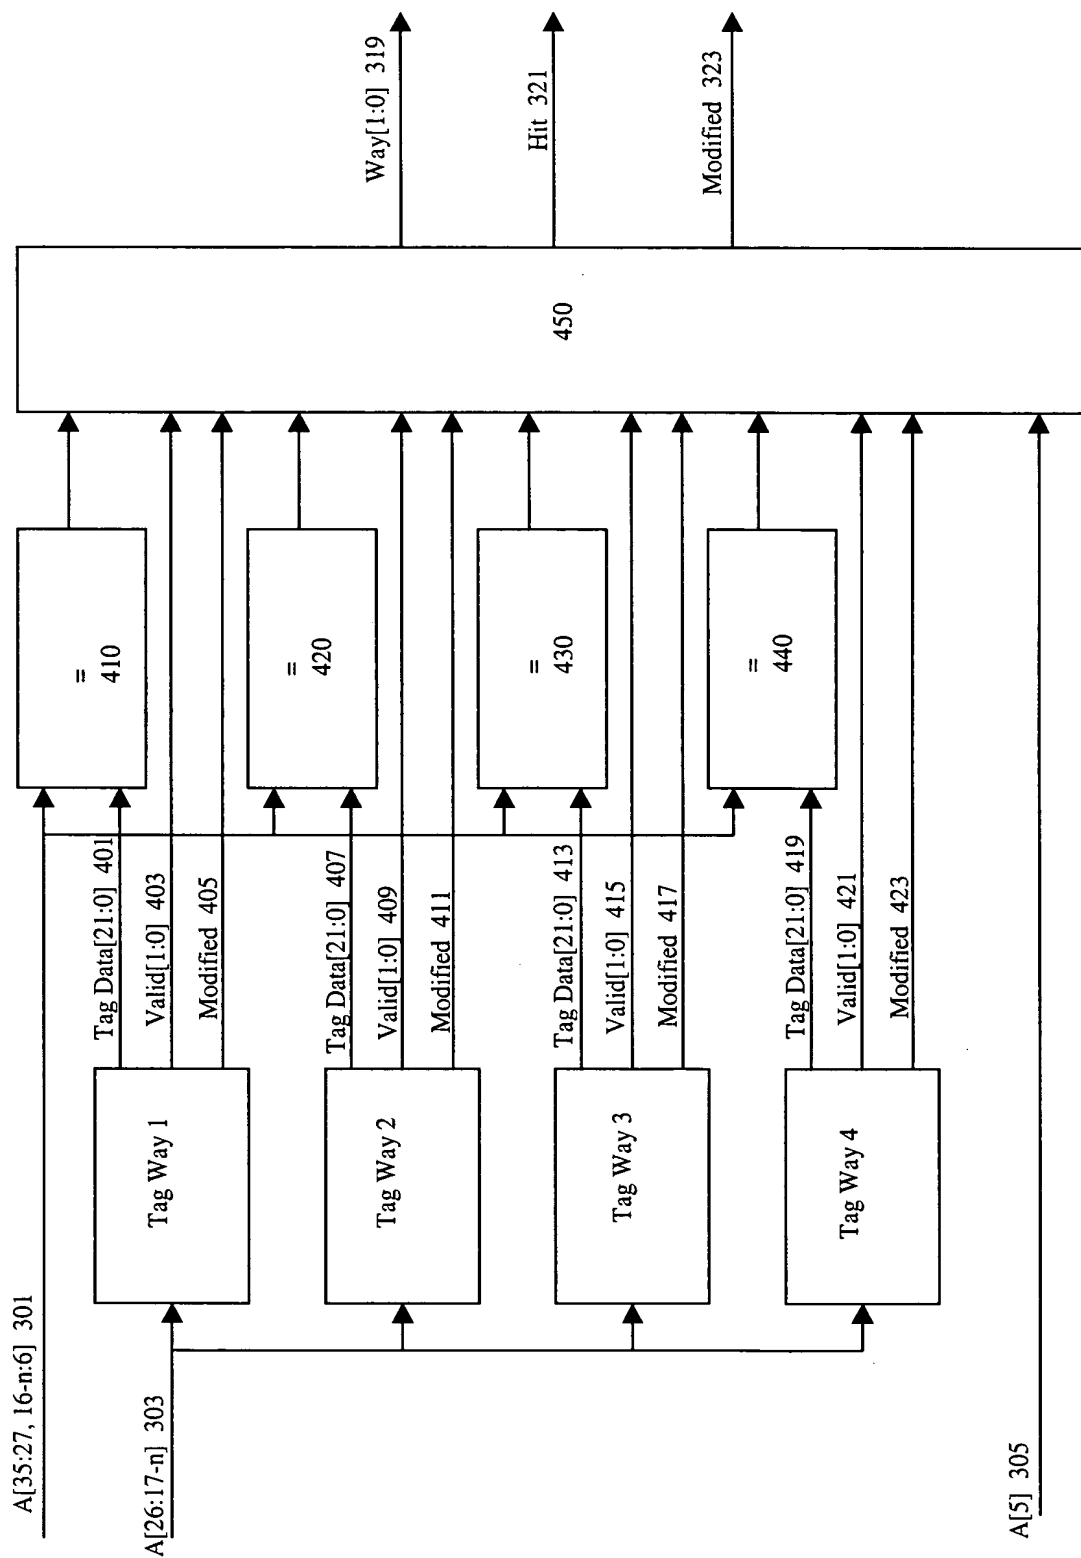 A[35:27, 16-n:6] 301
A[26:17-n] 303
A[5] 305
Tag Way 1
Tag Way 2
Tag Way 3
Tag Way 4
Tag Data[21:0] 401
Valid[1:0] 403
Modified 405
Tag Data[21:0] 407
Valid[1:0] 409
Modified 411
Tag Data[21:0] 413
Valid[1:0] 415
Modified 417
Tag Data[21:0] 419
Valid[1:0] 421
Modified 423
=
410
=
420
=
430
=
440
450
Way[1:0] 319
Hit 321
Modified 323